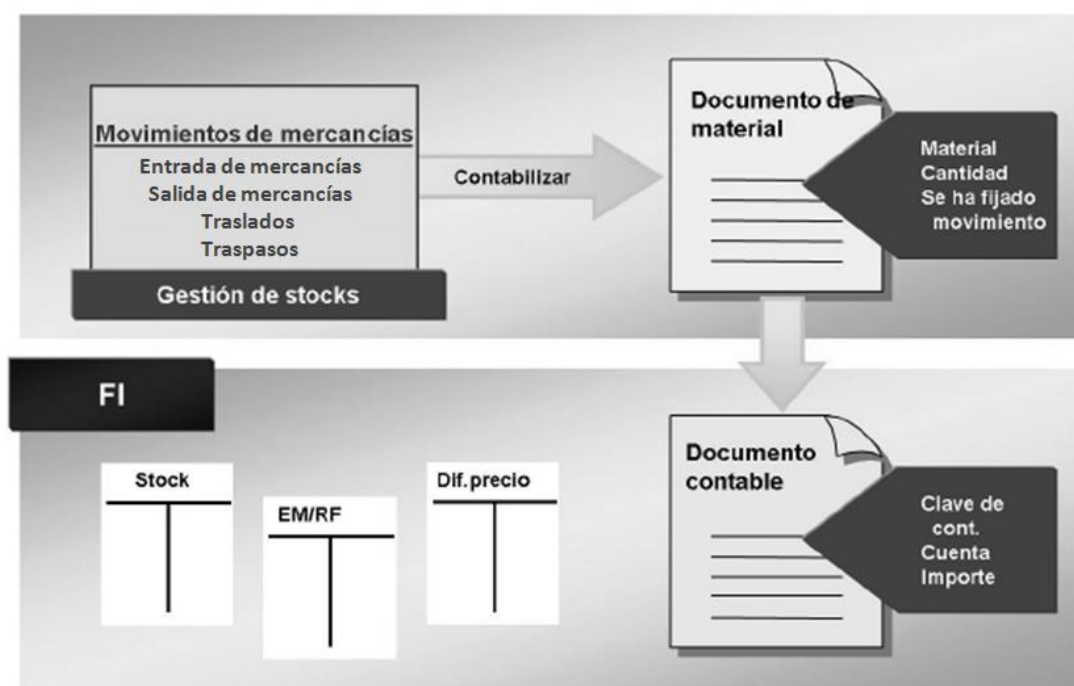 Movimientos de mercancías
Entrada de mercancías
Salida de mercancías
Traslados
Traspasos
Gestión de stocks
Contabilizar
Documento de
material
Material
Cantidad
Se ha fijado
movimiento
FI
Stock
EM/RF
Dif.precio
Documento
contable
Clave de
cont.
Cuenta
Importe